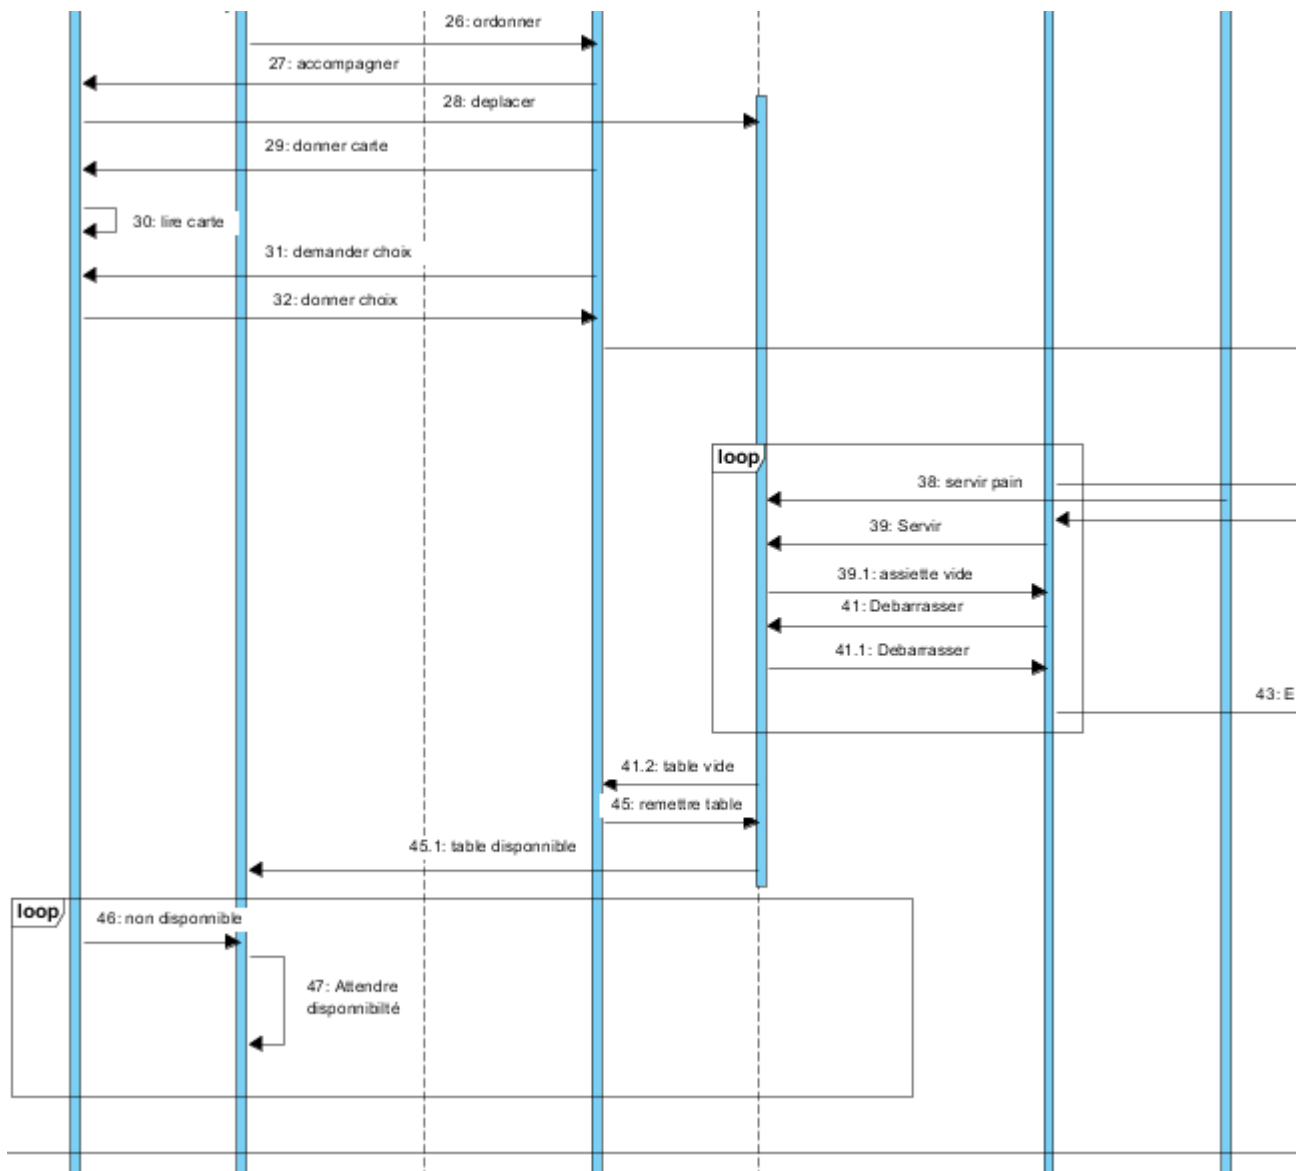 26: ordonner
27: accompagner
28: deplacer
29: donner carte
30: lire carte
31: demander choix
32: donner choix
loop
38: servir pain
39: Servir
39.1: assiette vide
41: Debarrasser
41.1: Debarrasser
43: E
41.2: table vide
45: remettre table
45.1: table disponnible
loop
46: non disponnible
47: Attendre
disponnibilté